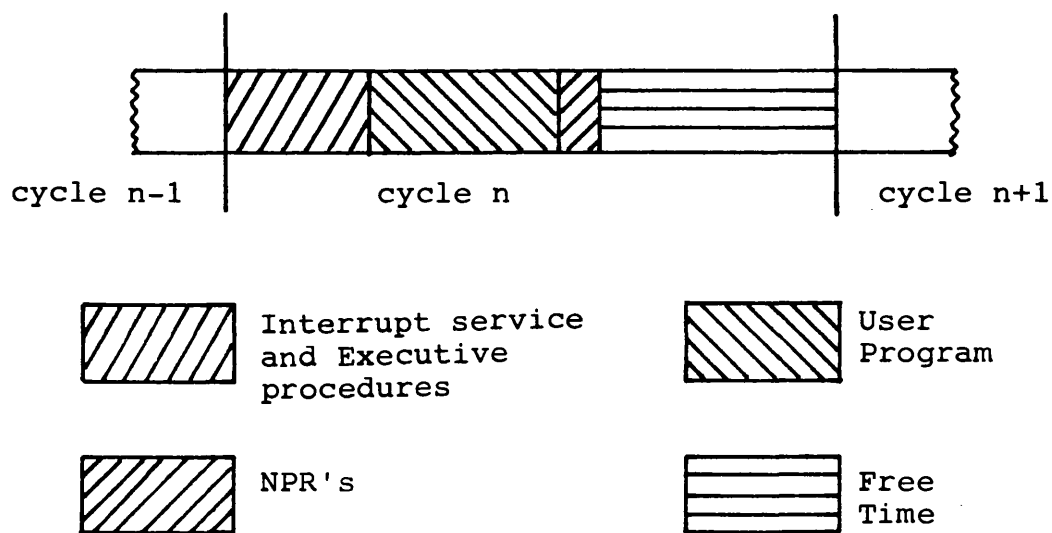 cycle n-1
cycle n
cycle n+1
Interrupt service
and Executive
procedures
User
Program
NPR's
Free
Time